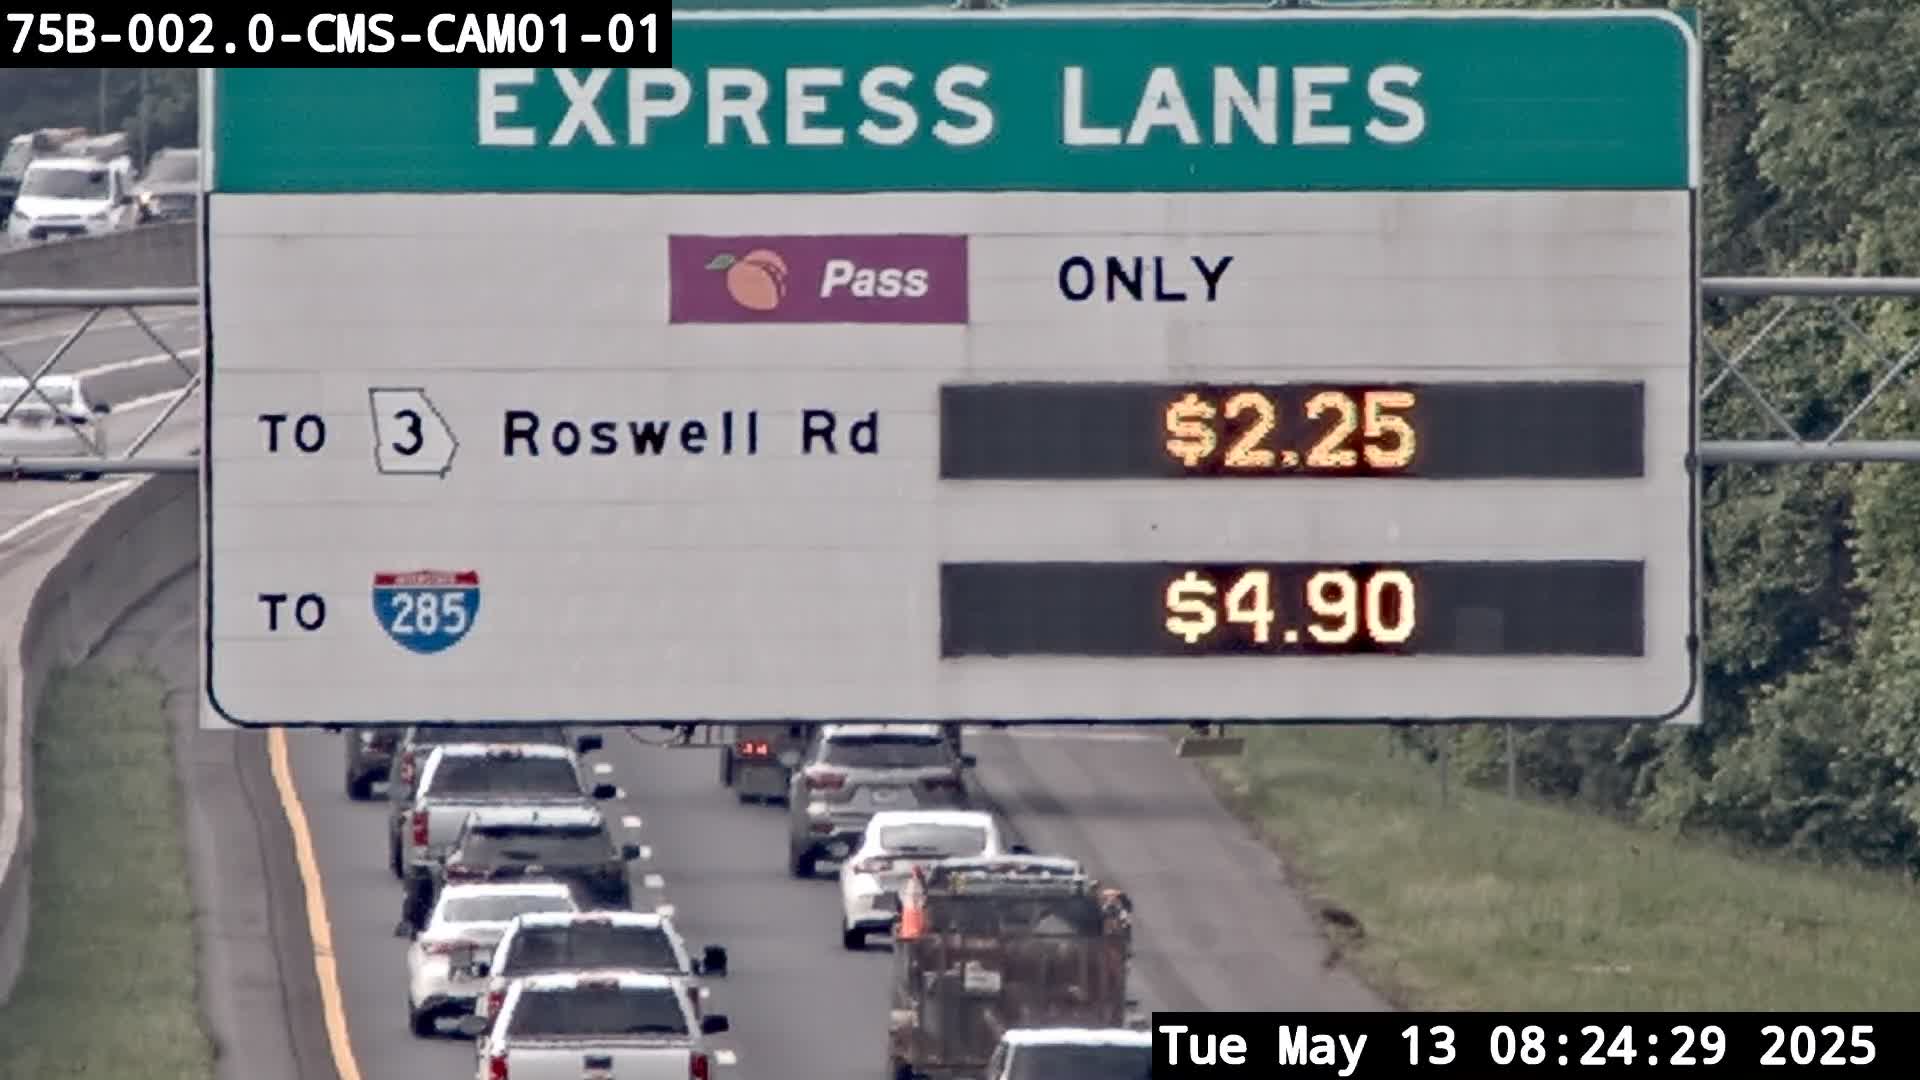 75B-002.0-CMS-CAM01-01
EXPRESS LANES
Pass ONLY
TO 3 Roswell Rd $2.25
INTERSTATE
TO 285 $4.90
Tue May 13 08:24:29 2025